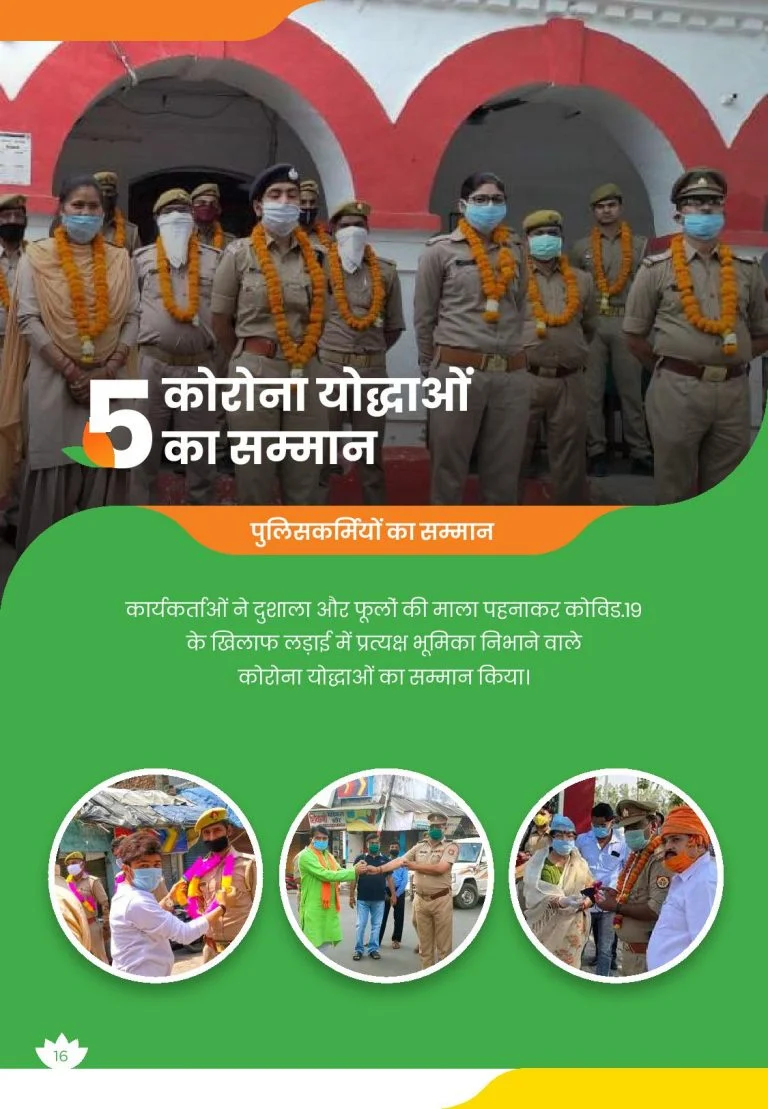 5 कोरोना योद्धाओं
का सम्मान
पुलिसकर्मियों का सम्मान
कार्यकर्ताओं ने दुशाला और फूलों की माला पहनाकर कोविड.19
के खिलाफ लड़ाई में प्रत्यक्ष भूमिका निभाने वाले
कोरोना योद्धाओं का सम्मान किया।
16